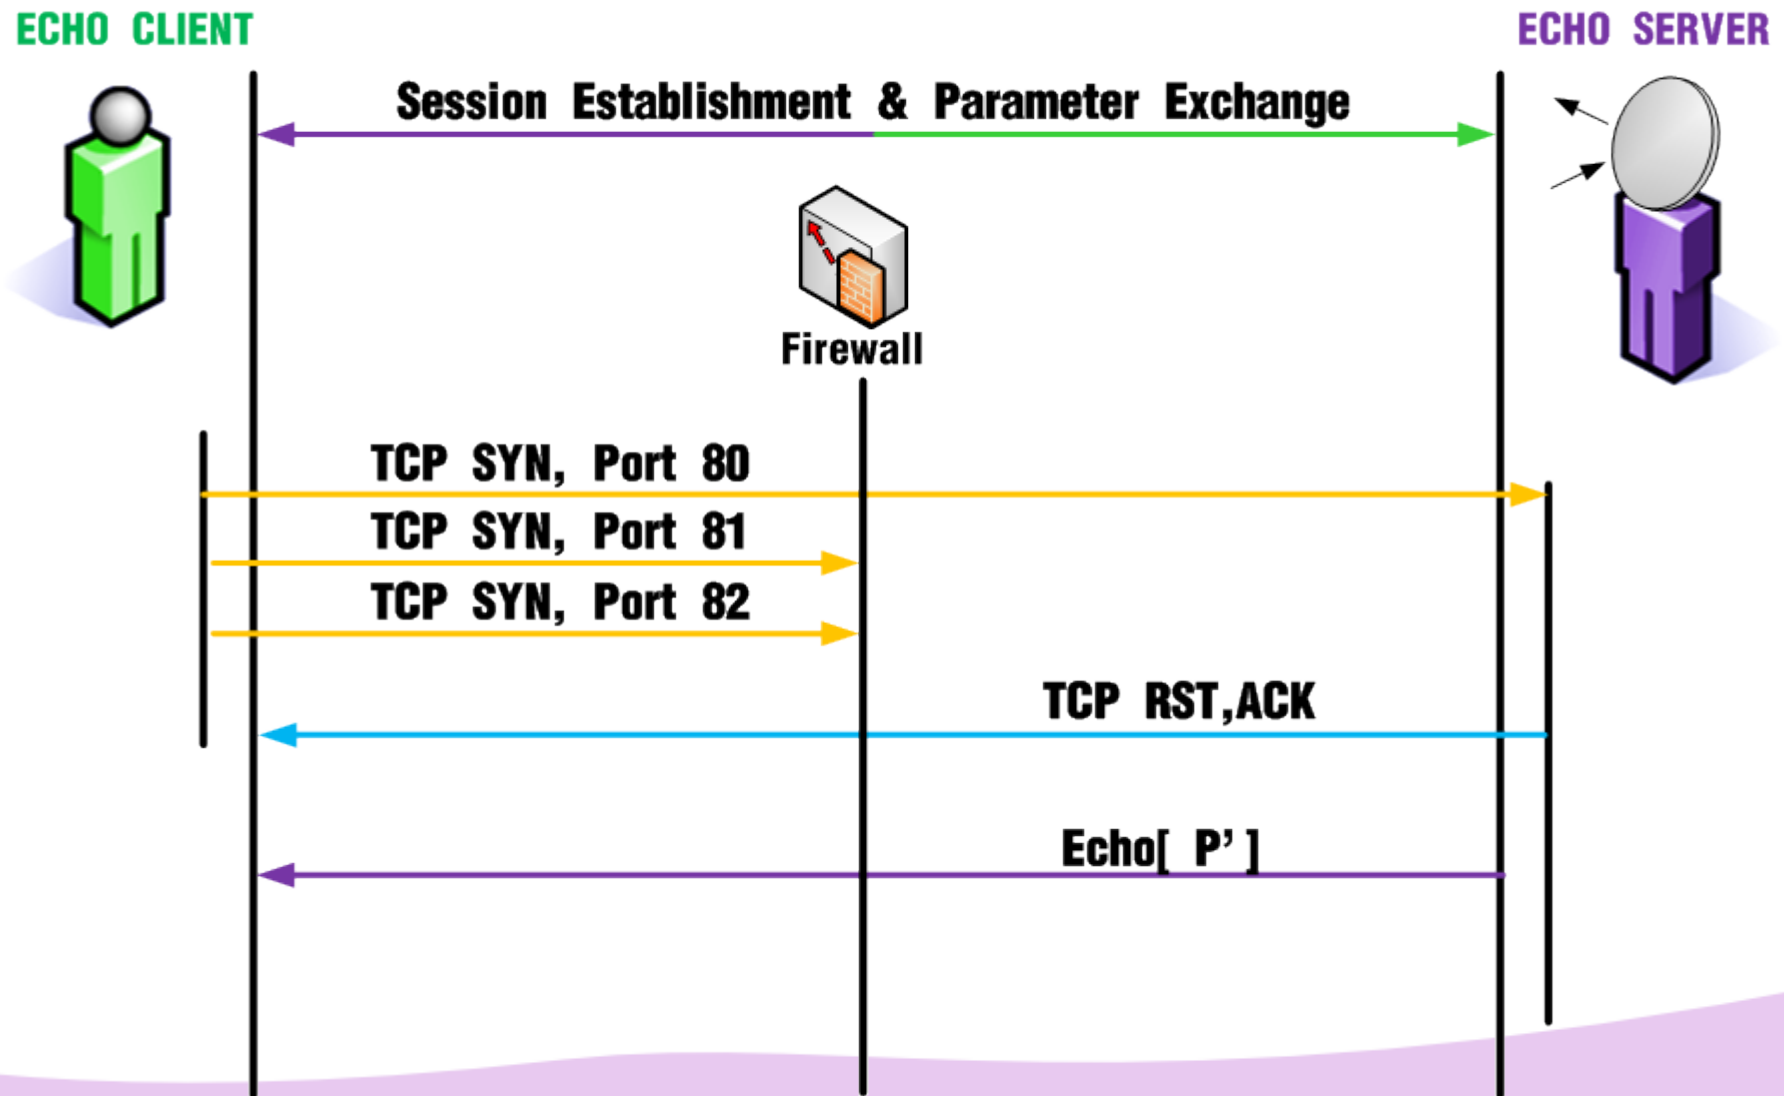 ECHO CLIENT
ECHO SERVER
Session Establishment & Parameter Exchange
Firewall
TCP SYN, Port 80
TCP SYN, Port 81
TCP SYN, Port 82
TCP RST,ACK
Echo[ P’ ]